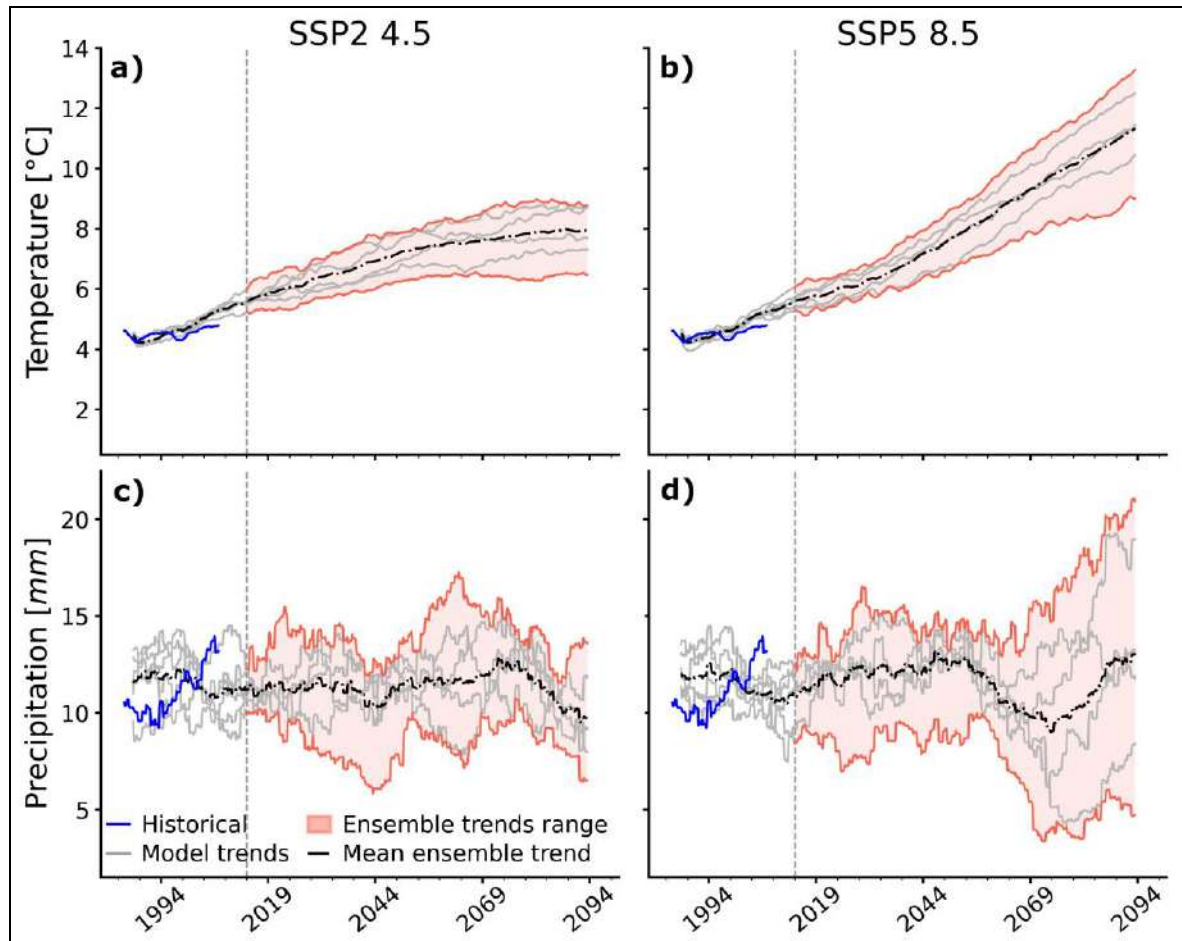 SSP2 4.5
SSP5 8.5
Temperature [°C]
14
12
10
8
6
4
2
a)
b)
Precipitation [mm]
20
15
10
5
c)
d)
Historical
Model trends
Ensemble trends range
Mean ensemble trend
1994
2019
2044
2069
2094
1994
2019
2044
2069
2094